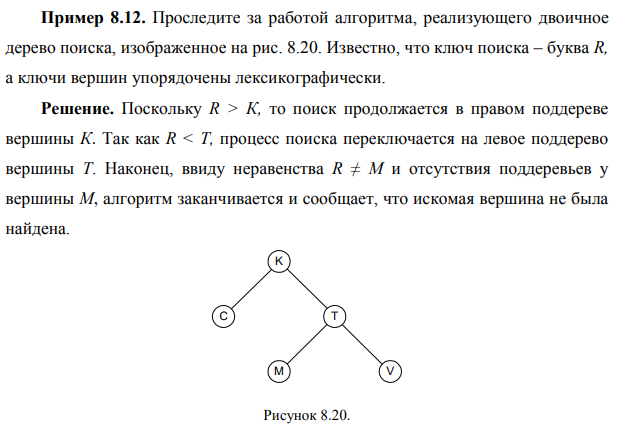 Пример 8.12. Проследите за работой алгоритма, реализующего двоичное
дерево поиска, изображенное на рис. 8.20. Известно, что ключ поиска – буква R,
а ключи вершин упорядочены лексикографически.
Решение. Поскольку R > К, то поиск продолжается в правом поддереве
вершины К. Так как R < T, процесс поиска переключается на левое поддерево
вершины Т. Наконец, ввиду неравенства R ≠ M и отсутствия поддеревьев у
вершины М, алгоритм заканчивается и сообщает, что искомая вершина не была
найдена.
K
C T
M V
Рисунок 8.20.